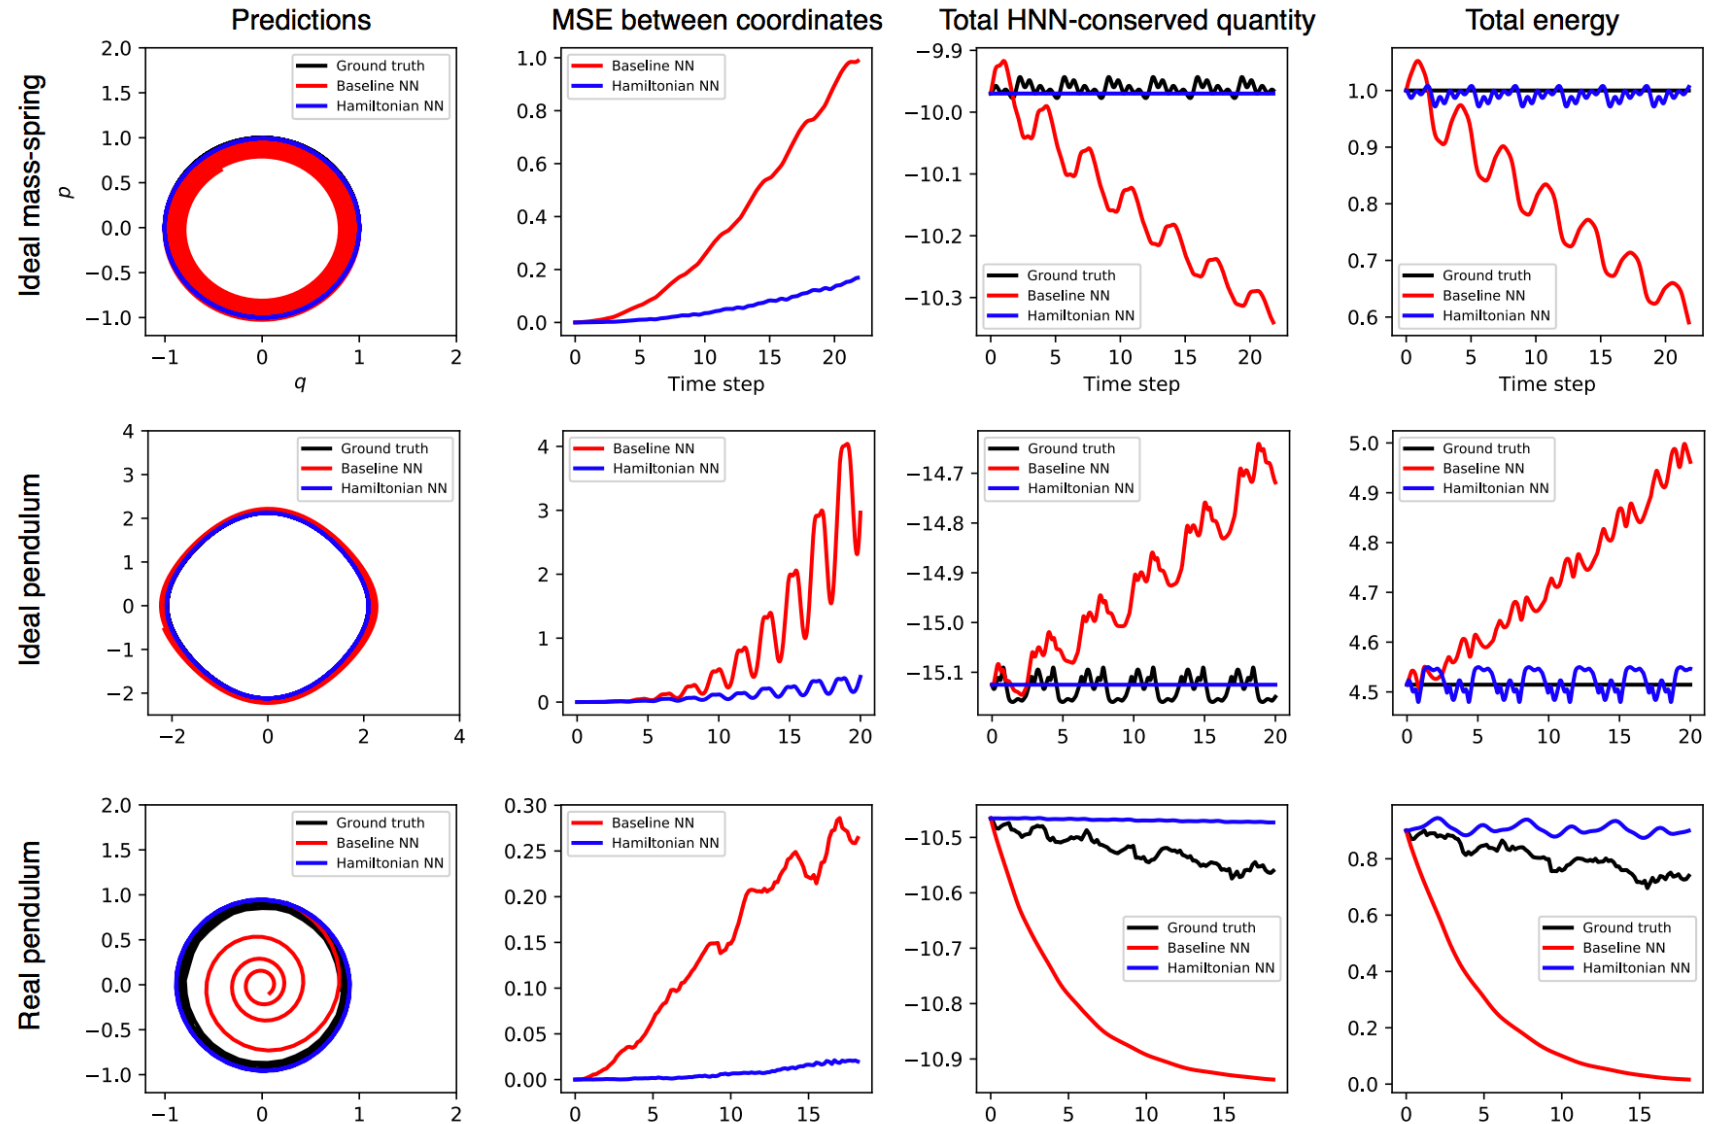 Predictions
MSE between coordinates
Total HNN-conserved quantity
Total energy
Ideal mass-spring
2.0
1.5
1.0
0.5
0.0
−0.5
−1.0
p
−1
0
1
2
q
Ground truth
Baseline NN
Hamiltonian NN
1.0
0.8
0.6
0.4
0.2
0.0
0
5
10
15
20
Time step
Baseline NN
Hamiltonian NN
−9.9
−10.0
−10.1
−10.2
−10.3
0
5
10
15
20
Time step
Ground truth
Baseline NN
Hamiltonian NN
1.0
0.9
0.8
0.7
0.6
0
5
10
15
20
Time step
Ground truth
Baseline NN
Hamiltonian NN
Ideal pendulum
4
3
2
1
0
−1
−2
−2
0
2
4
Ground truth
Baseline NN
Hamiltonian NN
4
3
2
1
0
0
5
10
15
20
Baseline NN
Hamiltonian NN
−14.7
−14.8
−14.9
−15.0
−15.1
0
5
10
15
20
Ground truth
Baseline NN
Hamiltonian NN
5.0
4.9
4.8
4.7
4.6
4.5
0
5
10
15
20
Ground truth
Baseline NN
Hamiltonian NN
Real pendulum
2.0
1.5
1.0
0.5
0.0
−0.5
−1.0
−1
0
1
2
Ground truth
Baseline NN
Hamiltonian NN
0.30
0.25
0.20
0.15
0.10
0.05
0.00
0
5
10
15
Baseline NN
Hamiltonian NN
−10.5
−10.6
−10.7
−10.8
−10.9
0
5
10
15
Ground truth
Baseline NN
Hamiltonian NN
0.8
0.6
0.4
0.2
0.0
0
5
10
15
Ground truth
Baseline NN
Hamiltonian NN